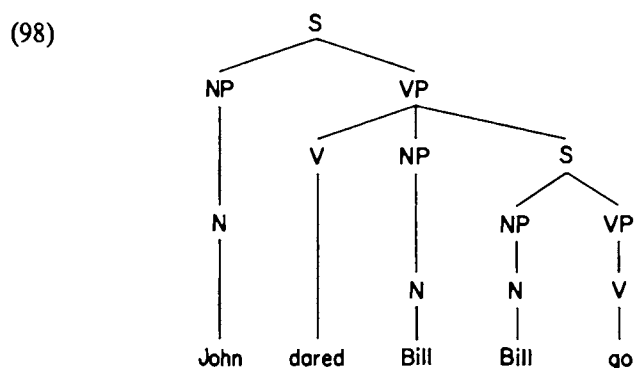 (98)
S
NP VP
V NP S
N NP VP
N N V
John dared Bill Bill go